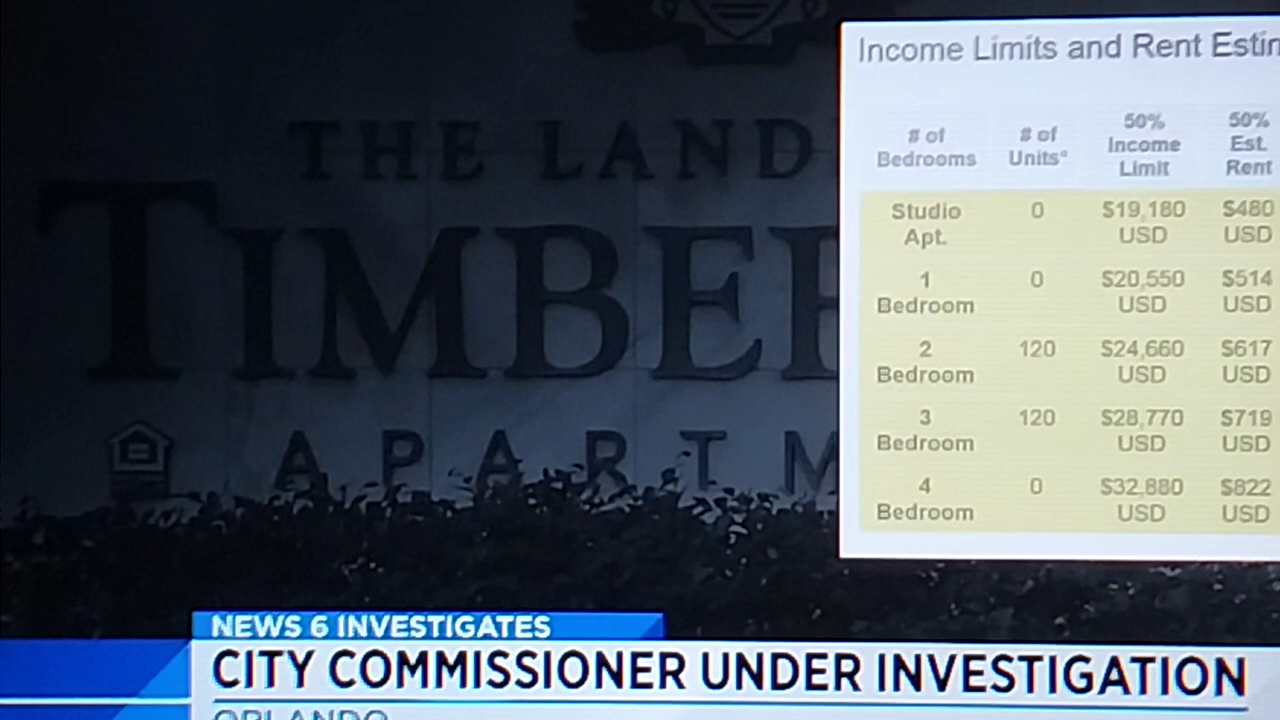 THE LAND
TIMBER
APARTM
Income Limits and Rent Estim
# of Bedrooms # of Units° 50% Income Limit 50% Est. Rent
Studio Apt. 0 $19,180 USD $480 USD
1 Bedroom 0 $20,550 USD $514 USD
2 Bedroom 120 $24,660 USD $617 USD
3 Bedroom 120 $28,770 USD $719 USD
4 Bedroom 0 $32,880 USD $822 USD
NEWS 6 INVESTIGATES
CITY COMMISSIONER UNDER INVESTIGATION
ORLANDO